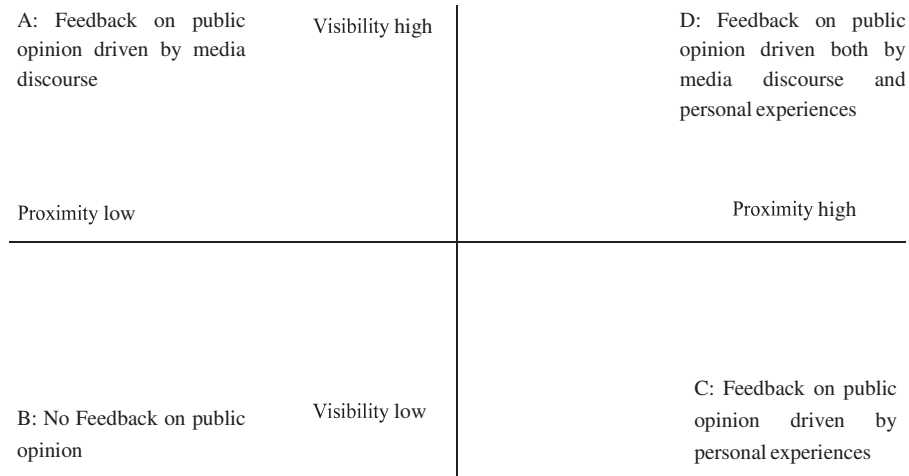 A: Feedback on public
opinion driven by media
discourse
Visibility high
D: Feedback on public
opinion driven both by
media discourse and
personal experiences
Proximity low
Proximity high
B: No Feedback on public
opinion
Visibility low
C: Feedback on public
opinion driven by
personal experiences